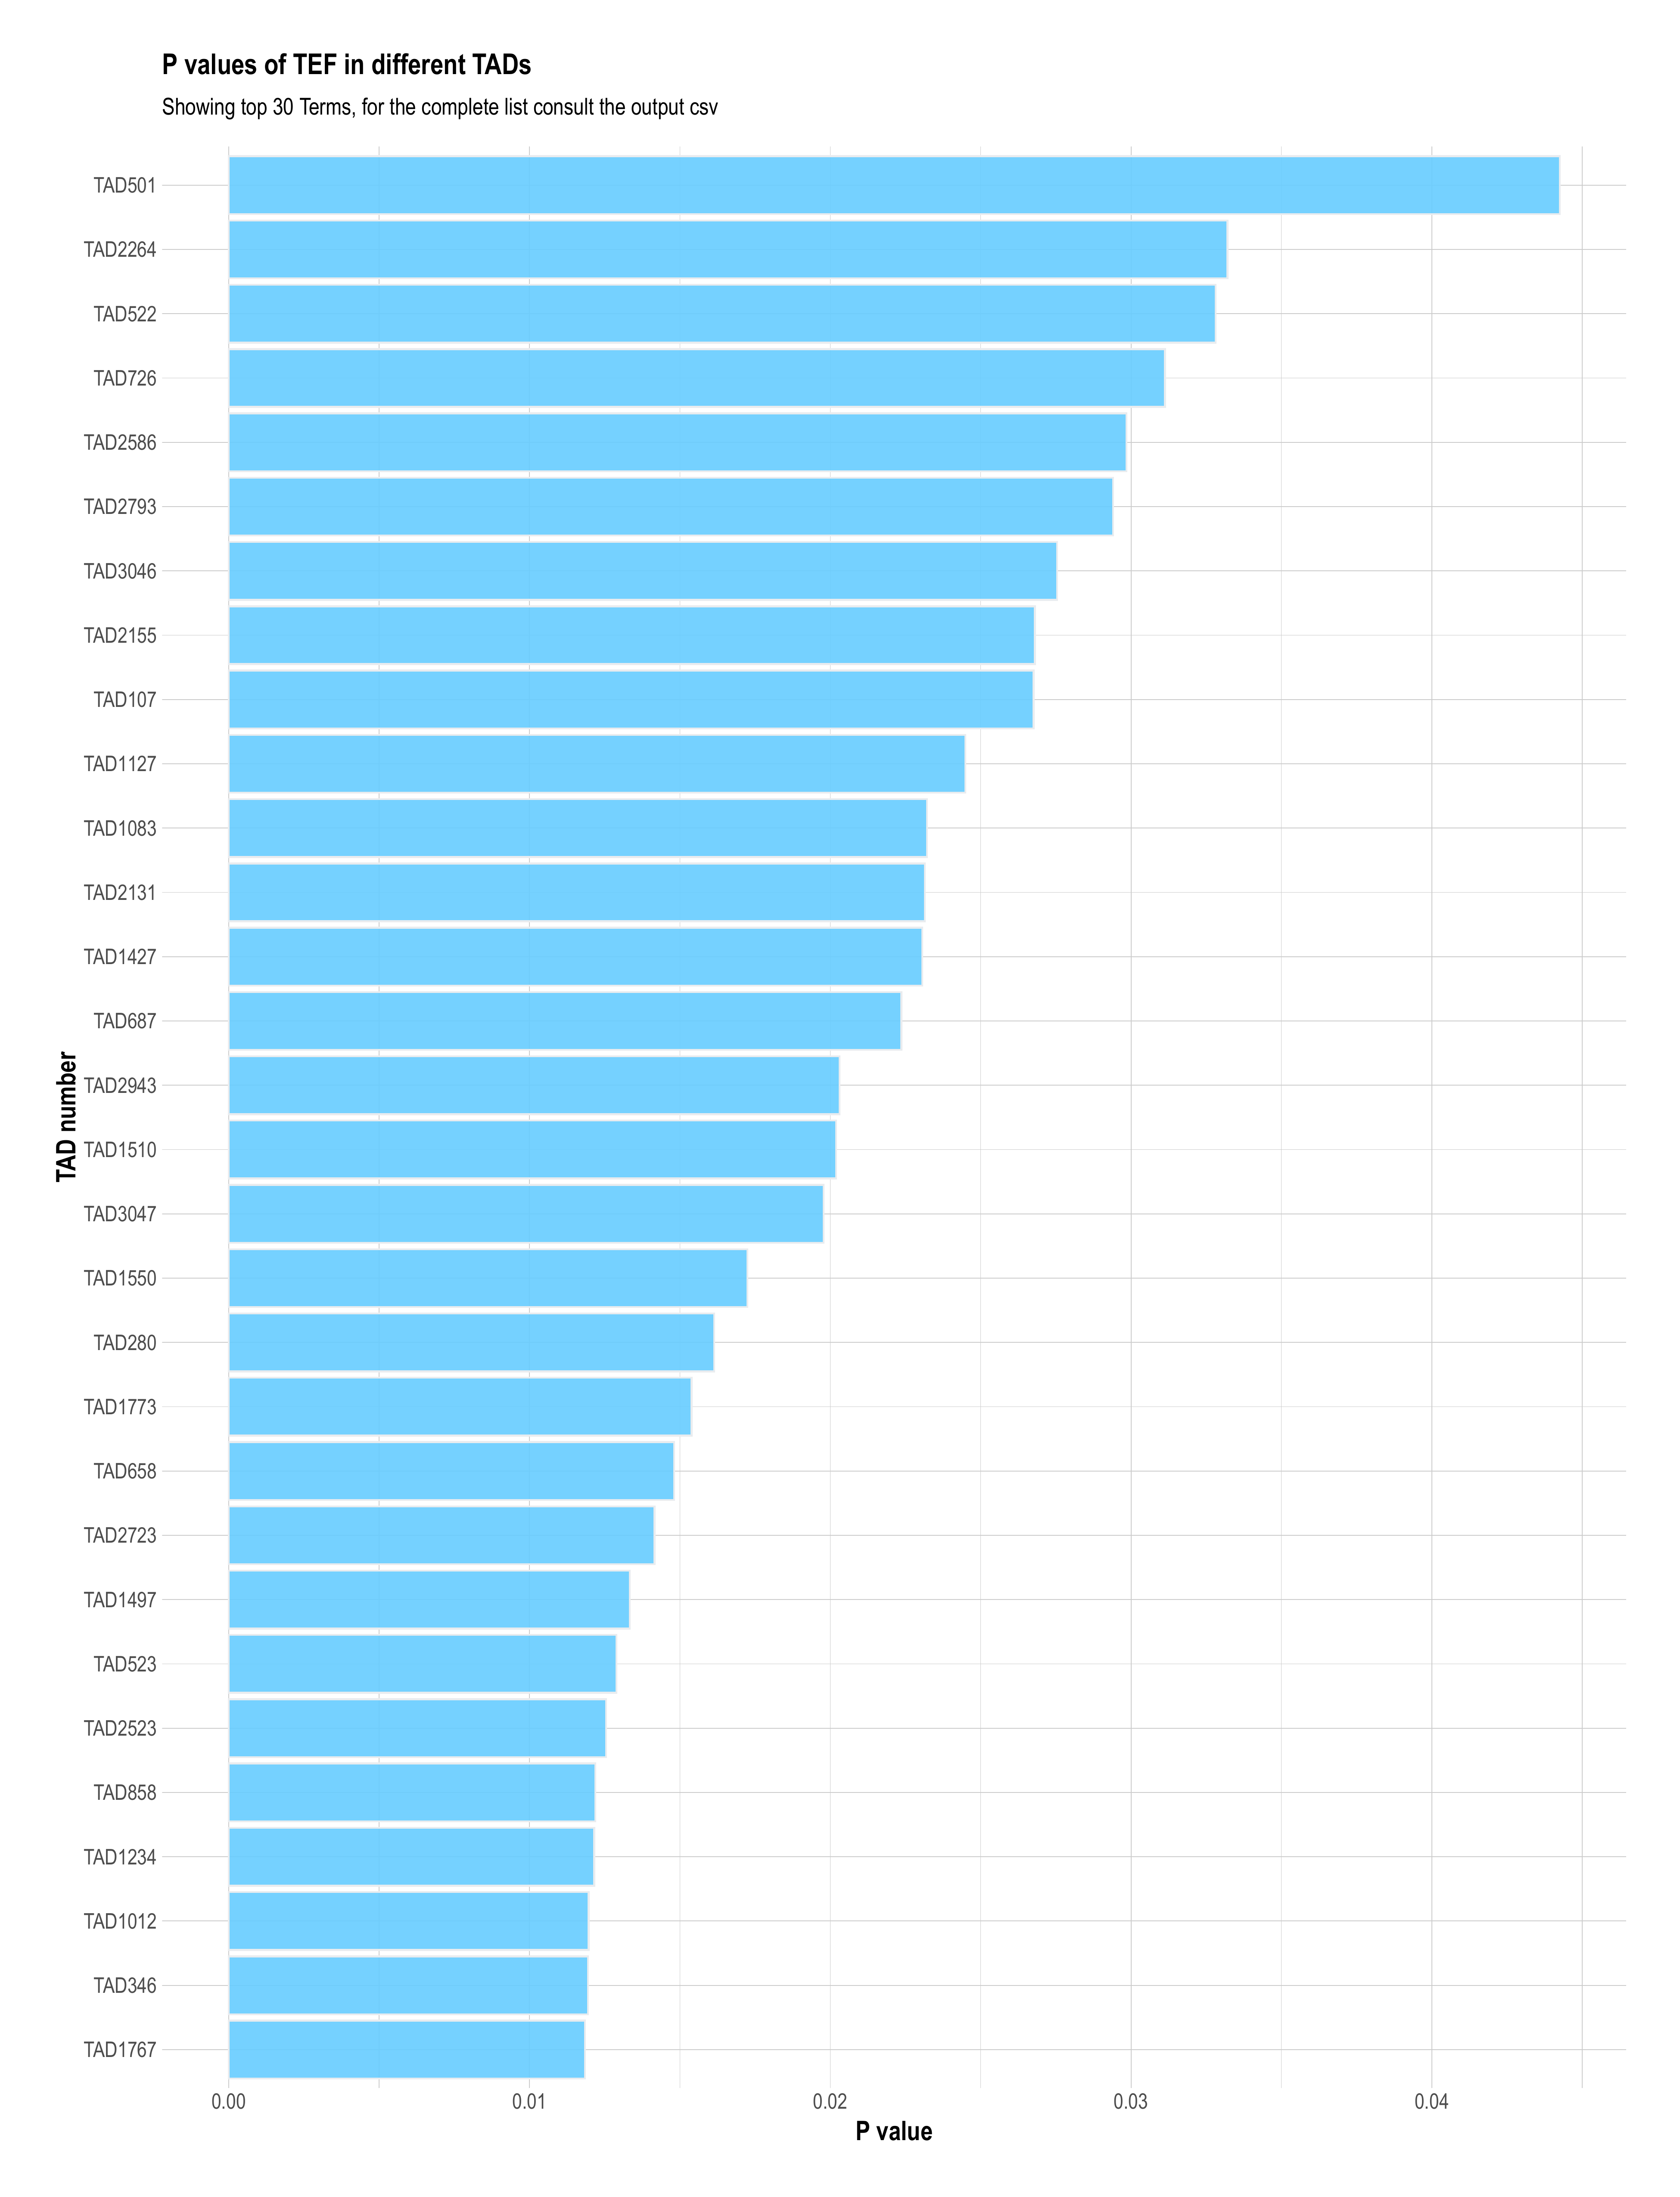 P values of TEF in different TADs
Showing top 30 Terms, for the complete list consult the output csv
TAD501
TAD2264
TAD522
TAD726
TAD2586
TAD2793
TAD3046
TAD2155
TAD107
TAD1127
TAD1083
TAD2131
TAD1427
TAD687
TAD2943
TAD1510
TAD3047
TAD1550
TAD280
TAD1773
TAD658
TAD2723
TAD1497
TAD523
TAD2523
TAD858
TAD1234
TAD1012
TAD346
TAD1767
TAD number
0.00 0.01 0.02 0.03 0.04
P value